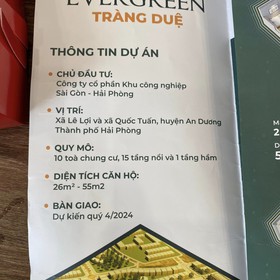 EVERGREEN
TRÀNG DUỆ
THÔNG TIN DỰ ÁN
• CHỦ ĐẦU TƯ:
Công ty cổ phần Khu công nghiệp
Sài Gòn - Hải Phòng
• VỊ TRÍ:
Xã Lê Lợi và xã Quốc Tuấn, huyện An Dương
Thành phố Hải Phòng
• QUY MÔ:
10 toà chung cư, 15 tầng nổi và 1 tầng hầm
• DIỆN TÍCH CĂN HỘ:
26m² - 55m2
• BÀN GIAO:
Dự kiến quý 4/2024